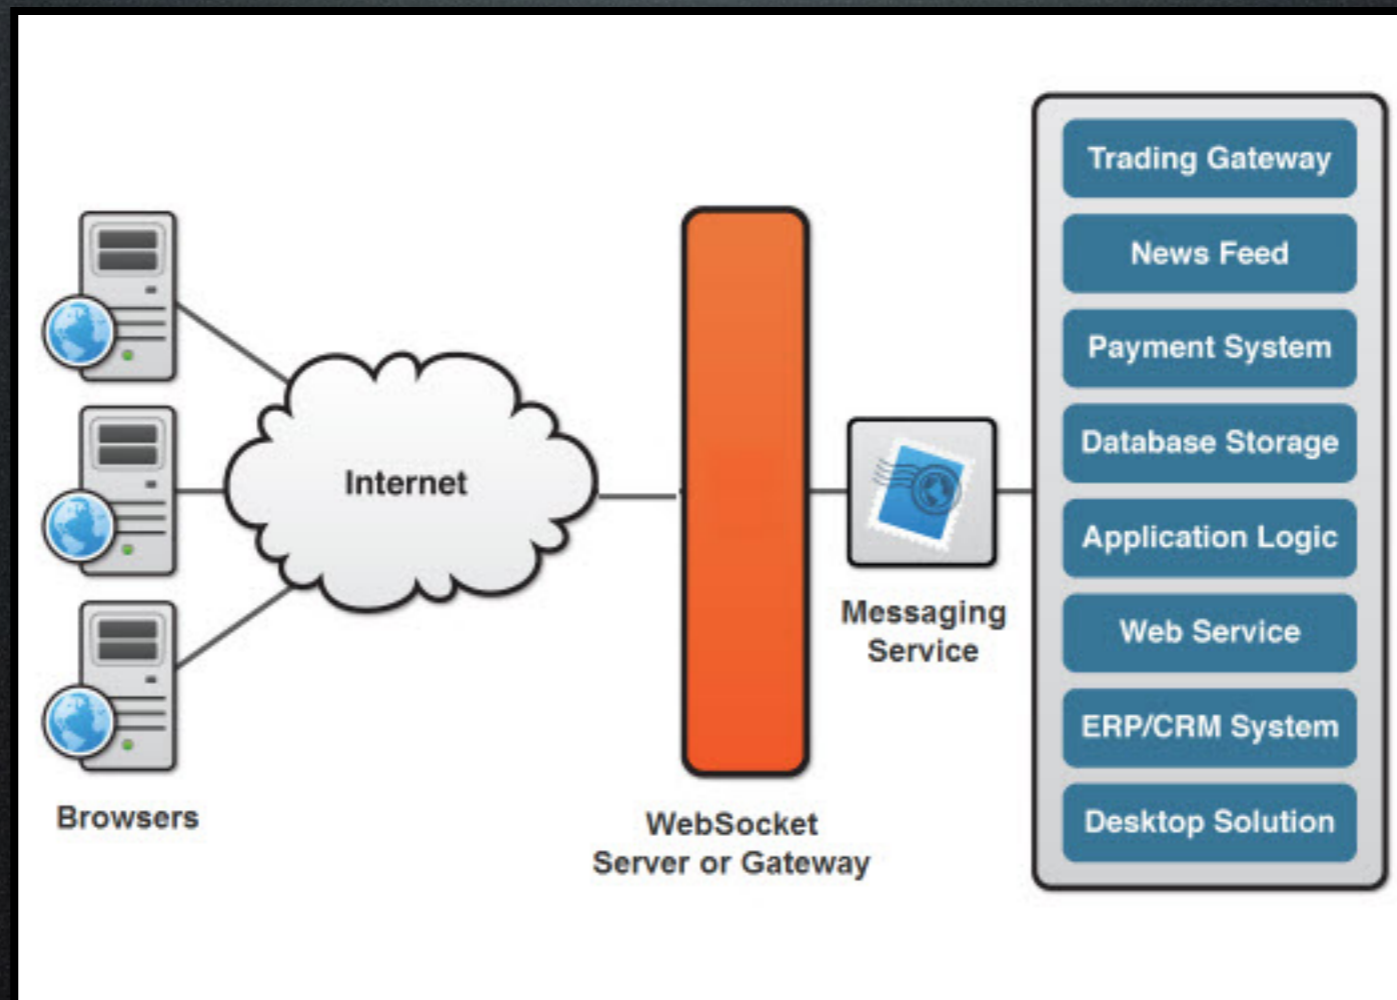 Browsers
Internet
WebSocket
Server or Gateway
Messaging
Service
Trading Gateway
News Feed
Payment System
Database Storage
Application Logic
Web Service
ERP/CRM System
Desktop Solution